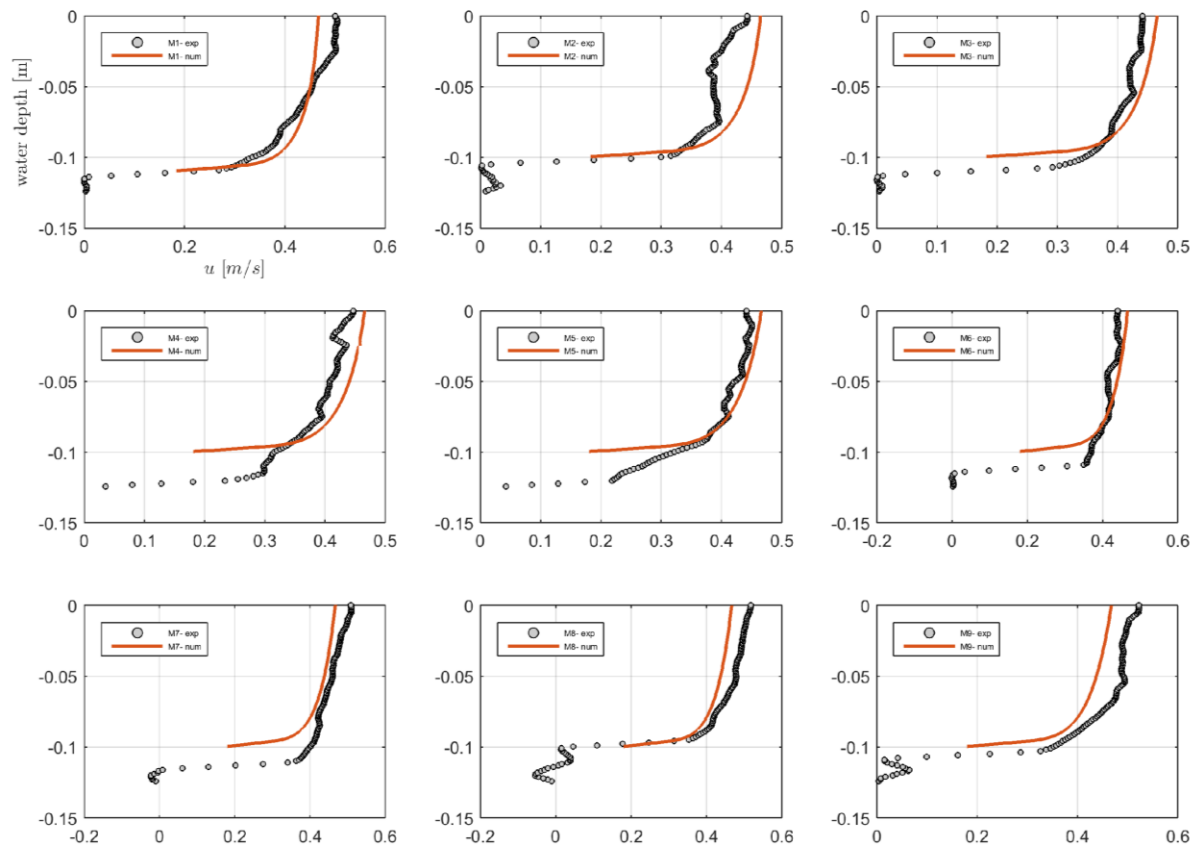 0
-0.05
-0.1
-0.15
water depth [m]
M1- exp
M1- num
0 0.2 0.4 0.6
u [m/s]
0
-0.05
-0.1
-0.15
M2- exp
M2- num
0 0.1 0.2 0.3 0.4 0.5
0
-0.05
-0.1
-0.15
M3- exp
M3- num
0 0.1 0.2 0.3 0.4 0.5
0
-0.05
-0.1
-0.15
M4- exp
M4- num
0 0.1 0.2 0.3 0.4 0.5
0
-0.05
-0.1
-0.15
M5- exp
M5- num
0 0.1 0.2 0.3 0.4 0.5
0
-0.05
-0.1
-0.15
M6- exp
M6- num
-0.2 0 0.2 0.4 0.6
0
-0.05
-0.1
-0.15
M7- exp
M7- num
-0.2 0 0.2 0.4 0.6
0
-0.05
-0.1
-0.15
M8- exp
M8- num
-0.2 0 0.2 0.4 0.6
0
-0.05
-0.1
-0.15
M9- exp
M9- num
0 0.2 0.4 0.6